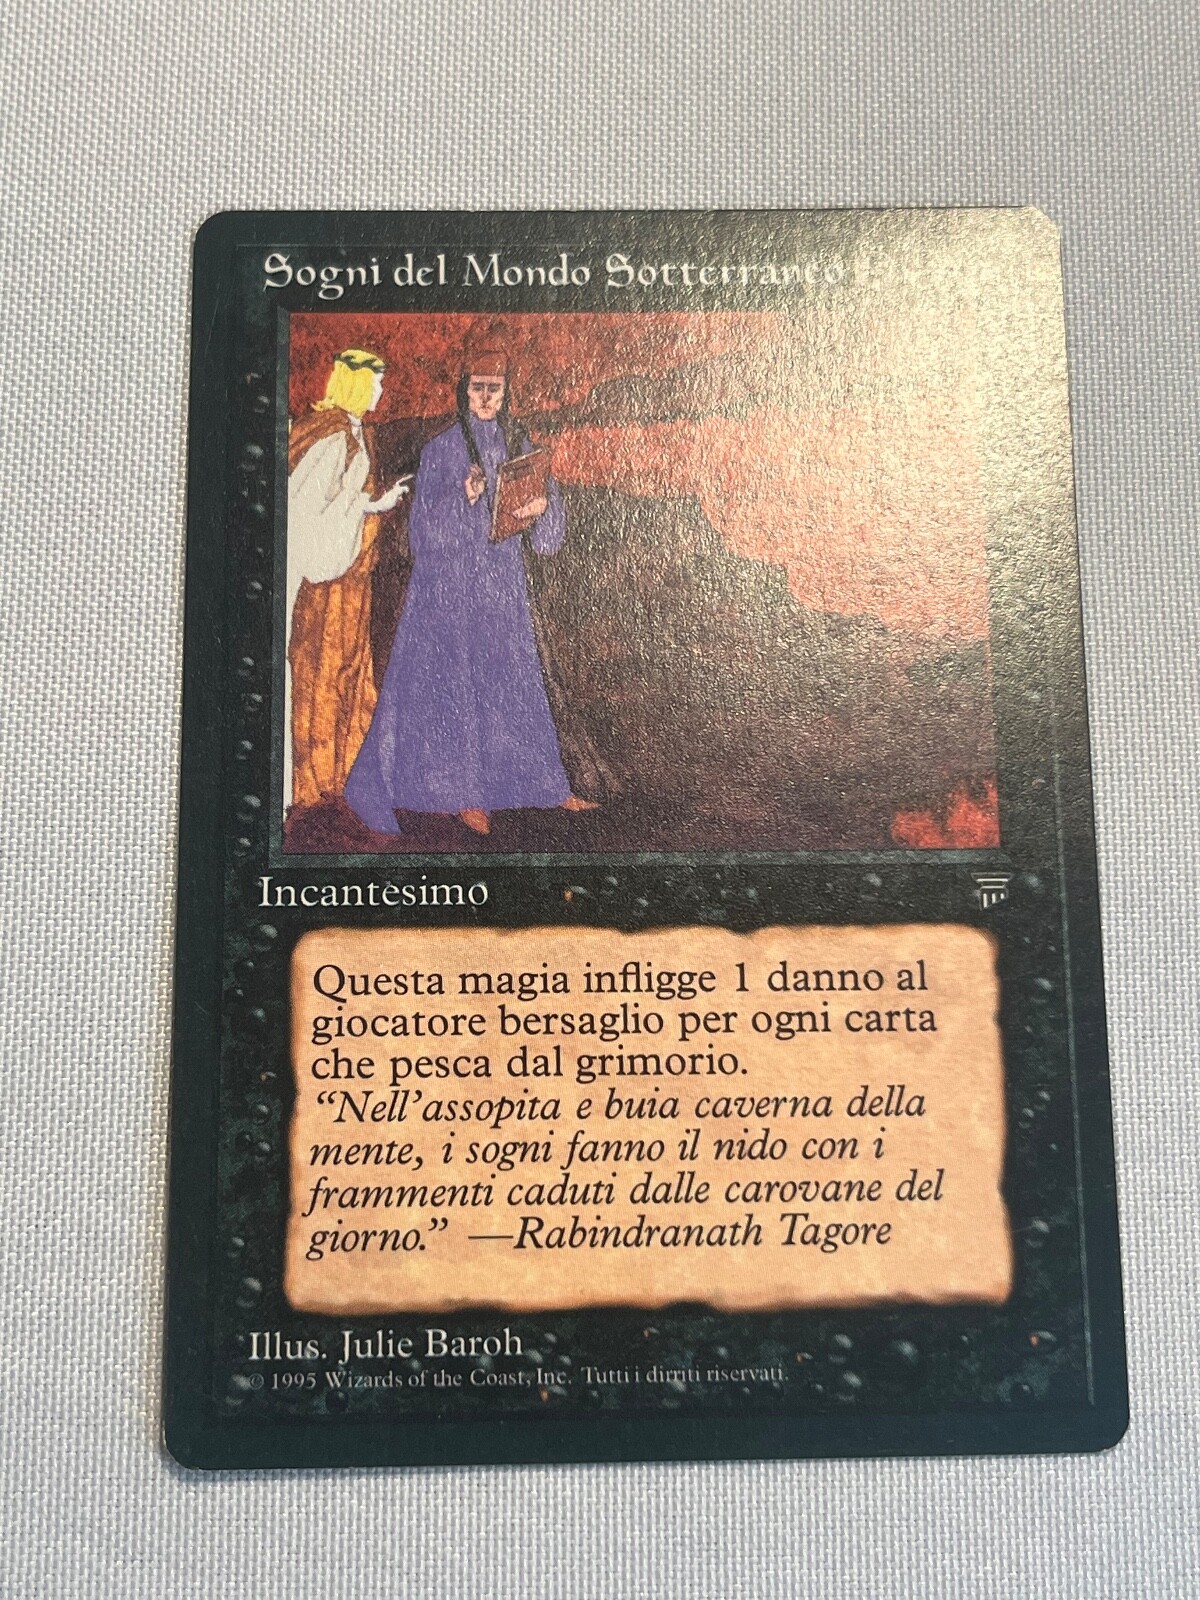 Sogni del Mondo Sotterraneo
Incantesimo
Questa magia infligge 1 danno al
giocatore bersaglio per ogni carta
che pesca dal grimorio.
“Nell’assopita e buia caverna della
mente, i sogni fanno il nido con i
frammenti caduti dalle carovane del
giorno.” —Rabindranath Tagore
Illus. Julie Baroh
© 1995 Wizards of the Coast, Inc. Tutti i dirriti riservati.